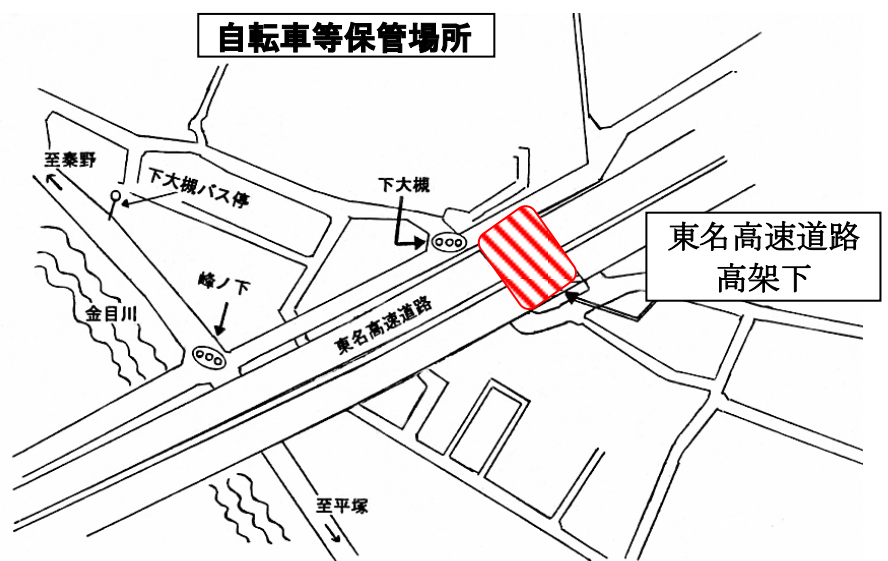 自転車等保管場所
至秦野
下大槻バス停
下大槻
東名高速道路
高架下
峰ノ下
金目川
東名高速道路
至平塚